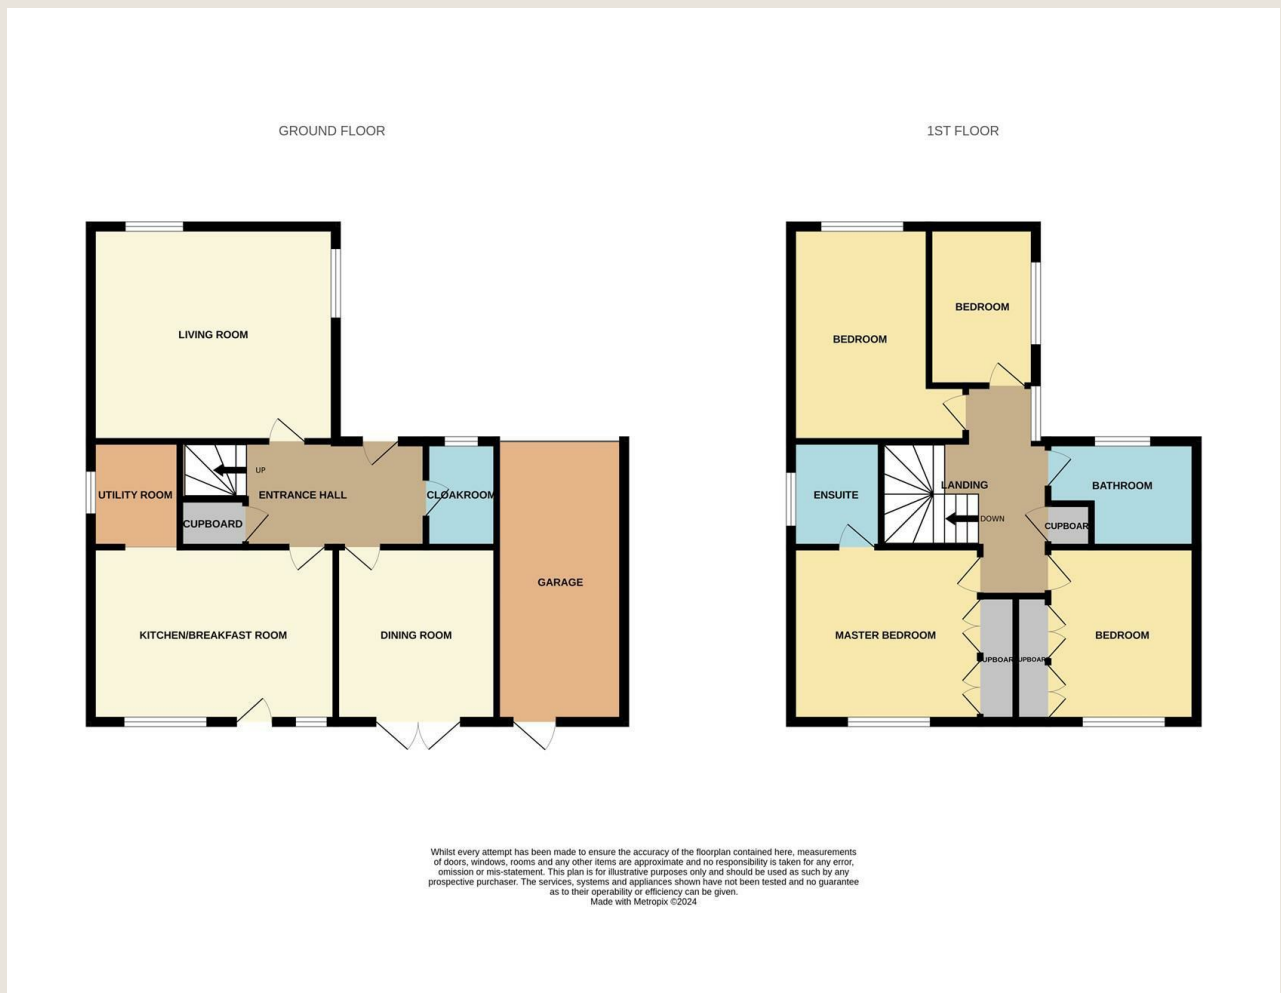 GROUND FLOOR
1ST FLOOR
LIVING ROOM
BEDROOM
BEDROOM
UP
UTILITY ROOM
ENTRANCE HALL
CLOAKROOM
CUPBOARD
ENSUITE
LANDING
BATHROOM
DOWN
CUPBOAR
GARAGE
KITCHEN/BREAKFAST ROOM
DINING ROOM
MASTER BEDROOM
BEDROOM
UPBOAR
UPBOAR
Whilst every attempt has been made to ensure the accuracy of the floorplan contained here, measurements
of doors, windows, rooms and any other items are approximate and no responsibility is taken for any error,
omission or mis-statement. This plan is for illustrative purposes only and should be used as such by any
prospective purchaser. The services, systems and appliances shown have not been tested and no guarantee
as to their operability or efficiency can be given.
Made with Metropix ©2024